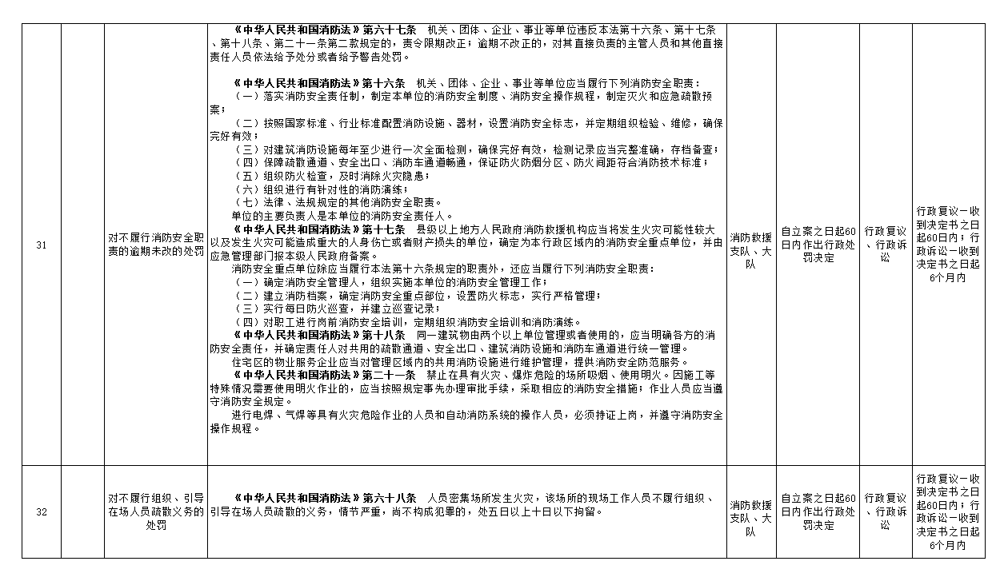 31
对不履行消防安全职
责的逾期未改的处罚
《中华人民共和国消防法》第六十七条　机关、团体、企业、事业等单位违反本法第十六条、第十七条
、第十八条、第二十一条第二款规定的，责令限期改正；逾期不改正的，对其直接负责的主管人员和其他直接
责任人员依法给予处分或者给予警告处罚。
《中华人民共和国消防法》第十六条　机关、团体、企业、事业等单位应当履行下列消防安全职责：
（一）落实消防安全责任制，制定本单位的消防安全制度、消防安全操作规程，制定灭火和应急疏散预
案；
（二）按照国家标准、行业标准配置消防设施、器材，设置消防安全标志，并定期组织检验、维修，确保
完好有效；
（三）对建筑消防设施每年至少进行一次全面检测，确保完好有效，检测记录应当完整准确，存档备查；
（四）保障疏散通道、安全出口、消防车通道畅通，保证防火防烟分区、防火间距符合消防技术标准；
（五）组织防火检查，及时消除火灾隐患；
（六）组织进行有针对性的消防演练；
（七）法律、法规规定的其他消防安全职责。
单位的主要负责人是本单位的消防安全责任人。
《中华人民共和国消防法》第十七条　县级以上地方人民政府消防救援机构应当将发生火灾可能性较大
以及发生火灾可能造成重大的人身伤亡或者财产损失的单位，确定为本行政区域内的消防安全重点单位，并由
应急管理部门报本级人民政府备案。
消防安全重点单位除应当履行本法第十六条规定的职责外，还应当履行下列消防安全职责：
（一）确定消防安全管理人，组织实施本单位的消防安全管理工作；
（二）建立消防档案，确定消防安全重点部位，设置防火标志，实行严格管理；
（三）实行每日防火巡查，并建立巡查记录；
（四）对职工进行岗前消防安全培训，定期组织消防安全培训和消防演练。
《中华人民共和国消防法》第十八条　同一建筑物由两个以上单位管理或者使用的，应当明确各方的消
防安全责任，并确定责任人对共用的疏散通道、安全出口、建筑消防设施和消防车通道进行统一管理。
住宅区的物业服务企业应当对管理区域内的共用消防设施进行维护管理，提供消防安全防范服务。
《中华人民共和国消防法》第二十一条　禁止在具有火灾、爆炸危险的场所吸烟、使用明火。因施工等
特殊情况需要使用明火作业的，应当按照规定事先办理审批手续，采取相应的消防安全措施；作业人员应当遵
守消防安全规定。
进行电焊、气焊等具有火灾危险作业的人员和自动消防系统的操作人员，必须持证上岗，并遵守消防安全
操作规程。
消防救援
支队、大
队
自立案之日起60
日内作出行政处
罚决定
行政复议
、行政诉
讼
行政复议—收
到决定书之日
起60日内；行
政诉讼—收到
决定书之日起
6个月内
32
对不履行组织、引导
在场人员疏散义务的
处罚
《中华人民共和国消防法》第六十八条　人员密集场所发生火灾，该场所的现场工作人员不履行组织、
引导在场人员疏散的义务，情节严重，尚不构成犯罪的，处五日以上十日以下拘留。
消防救援
支队、大
队
自立案之日起60
日内作出行政处
罚决定
行政复议
、行政诉
讼
行政复议—收
到决定书之日
起60日内；行
政诉讼—收到
决定书之日起
6个月内